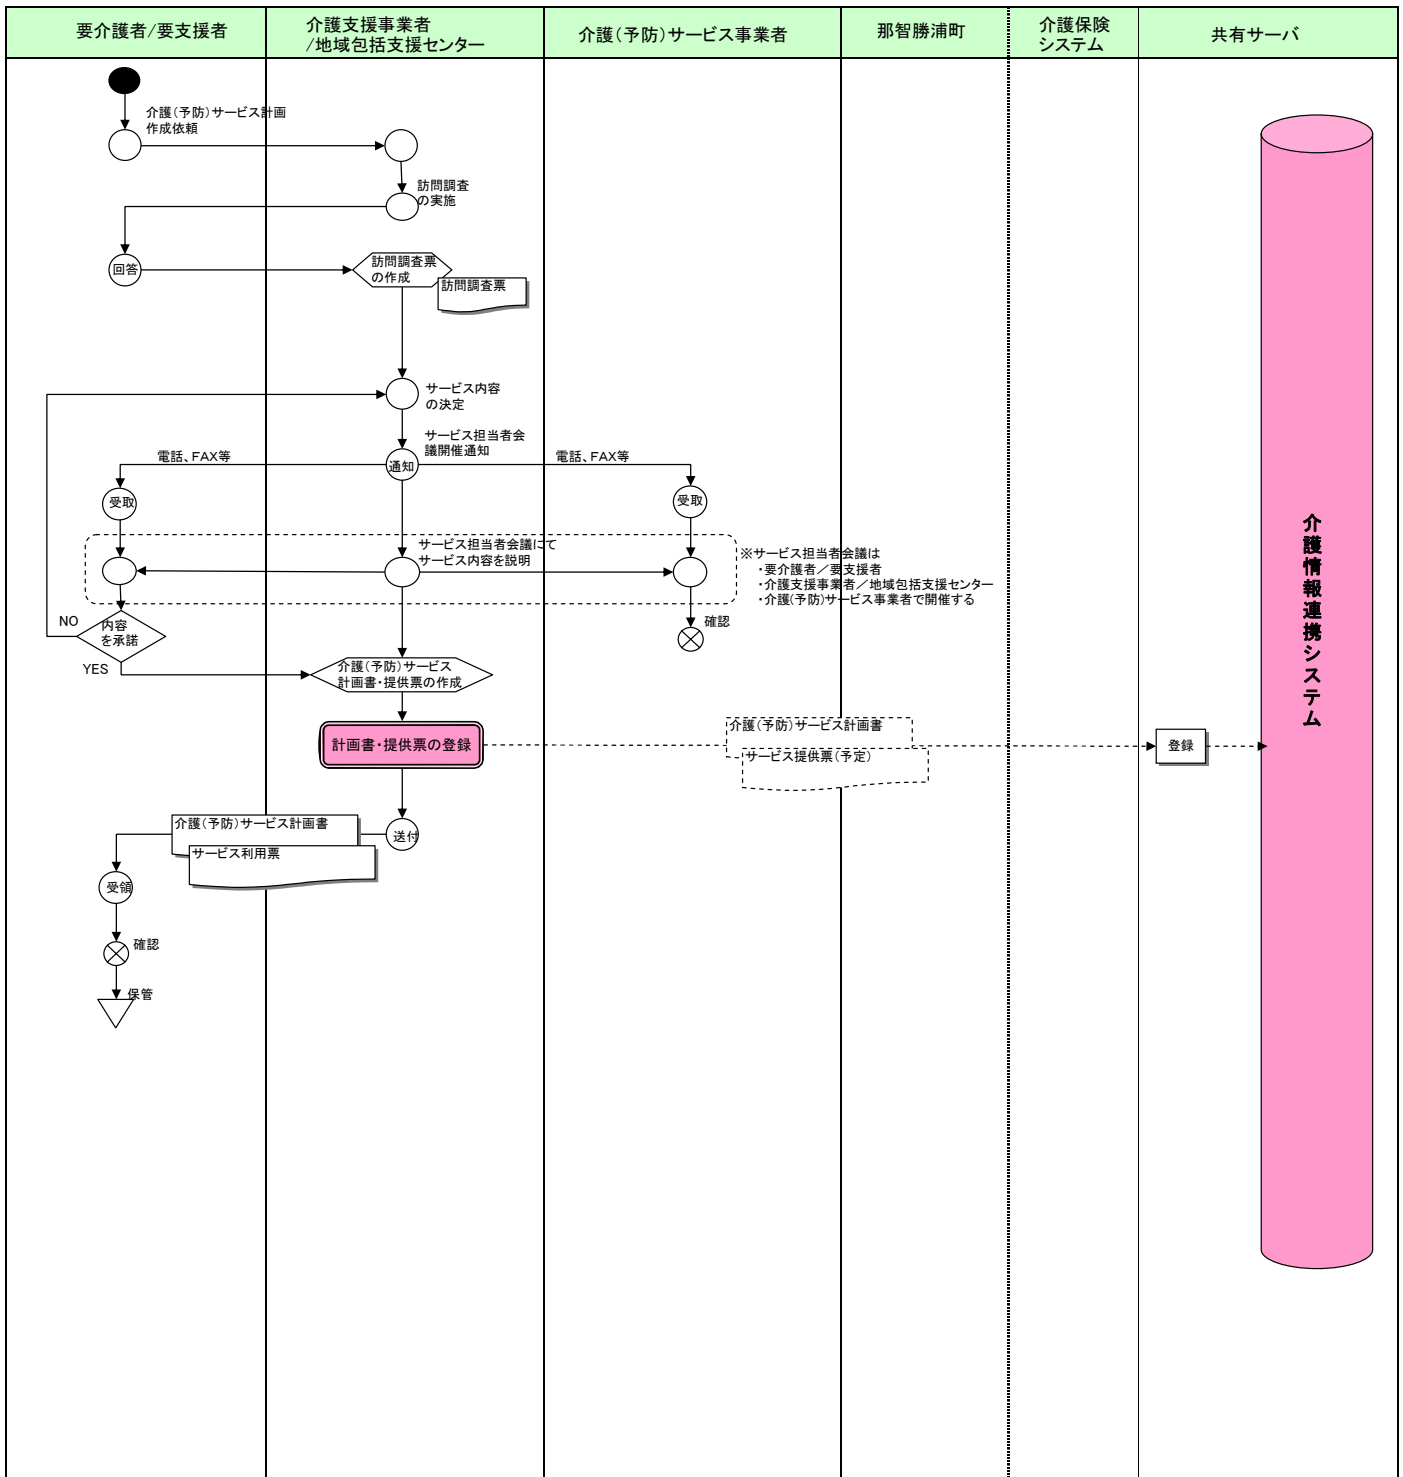 要介護者/要支援者
介護支援事業者
/地域包括支援センター
介護(予防)サービス事業者
那智勝浦町
介護保険
システム
共有サーバ
介護(予防)サービス計画
作成依頼
訪問調査
の実施
回答
訪問調査票
の作成
訪問調査票
サービス内容
の決定
サービス担当者会
議開催通知
電話、FAX等
通知
電話、FAX等
受取
受取
サービス担当者会議にて
サービス内容を説明
※サービス担当者会議は
・要介護者/要支援者
・介護支援事業者/地域包括支援センター
・介護(予防)サービス事業者で開催する
NO
内容
を承諾
確認
YES
介護(予防)サービス
計画書・提供票の作成
介護(予防)サービス計画書
計画書・提供票の登録
サービス提供票(予定)
登録
介護情報連携システム
介護(予防)サービス計画書
送付
サービス利用票
受領
確認
保管